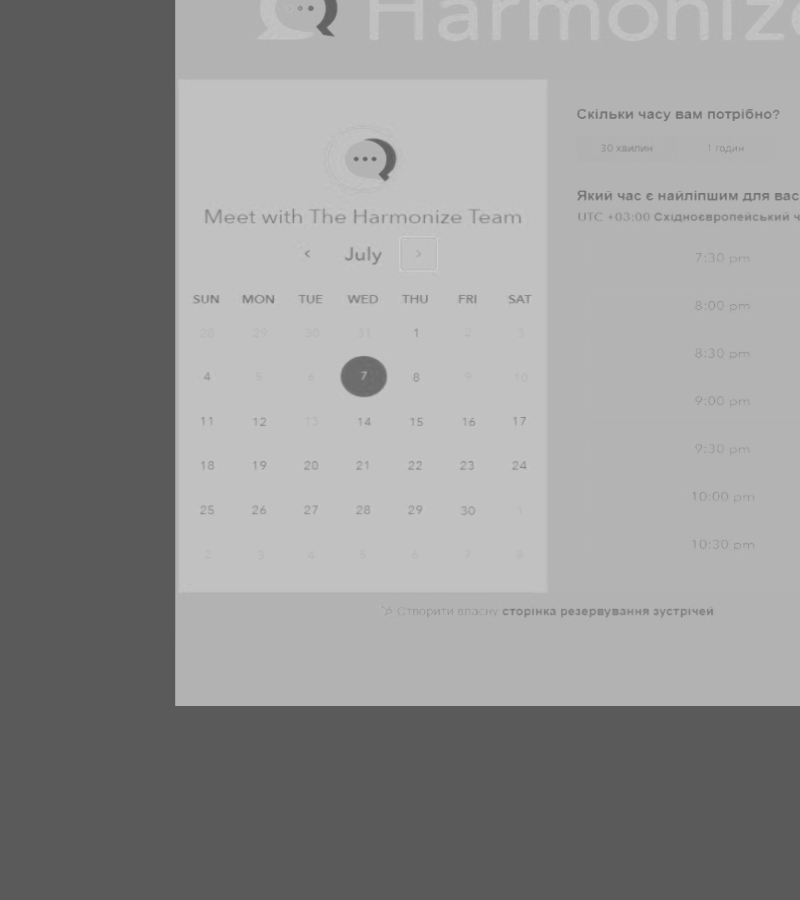 Harmonize
Meet with The Harmonize Team
July
SUN MON TUE WED THU FRI SAT
28 29 30 31 1 2 3
4 5 6 7 8 9 10
11 12 13 14 15 16 17
18 19 20 21 22 23 24
25 26 27 28 29 30 1
2 3 4 5 6 7 8
Скільки часу вам потрібно?
30 хвилин 1 годин
Який час є найліпшим для вас
UTC +03:00 Східноєвропейський ч
7:30 pm
8:00 pm
8:30 pm
9:00 pm
9:30 pm
10:00 pm
10:30 pm
Створити власну сторінка резервування зустрічей